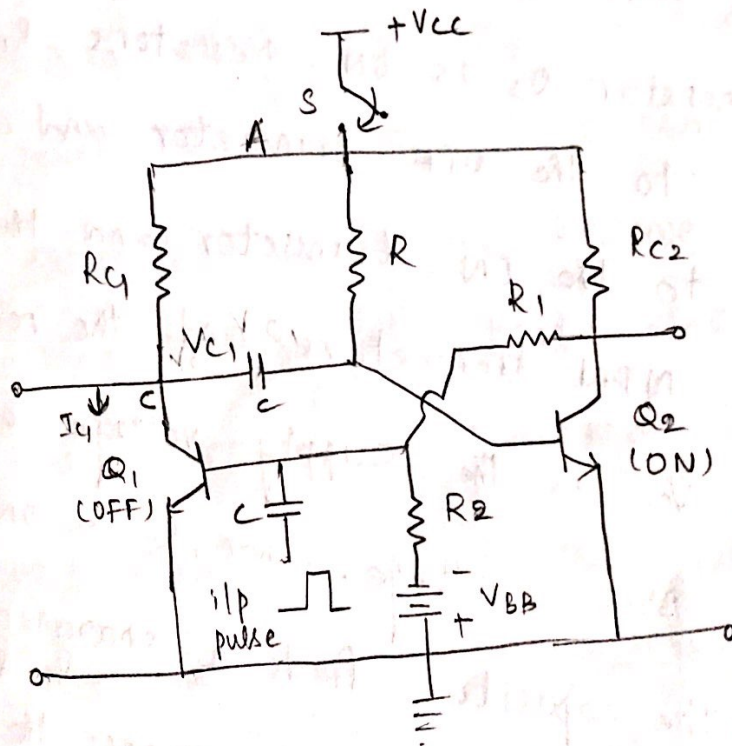 +VCC
S
A
RC1
R
RC2
R1
VC1
C
C
IC1
Q1
(OFF)
Q2
(ON)
C
R2
i/p
pulse
-
VBB
+